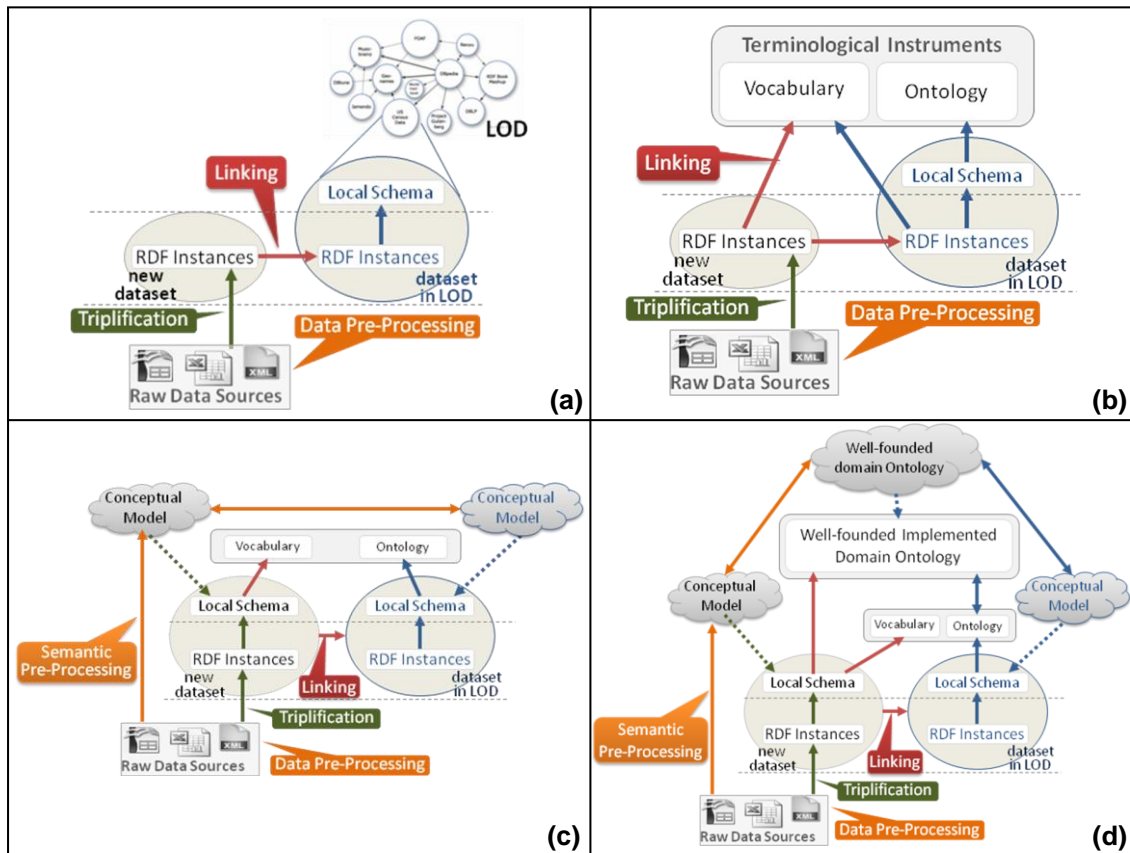 FOAF
LOD
Linking
Local Schema
RDF Instances
RDF Instances
new
dataset
dataset
in LOD
Triplification
Data Pre-Processing
XML
Raw Data Sources
(a)
Terminological Instruments
Vocabulary
Ontology
Linking
Local Schema
RDF Instances
RDF Instances
new
dataset
dataset
in LOD
Triplification
Data Pre-Processing
XML
Raw Data Sources
(b)
Conceptual
Model
Conceptual
Model
Vocabulary
Ontology
Local Schema
Local Schema
Semantic
Pre-Processing
RDF Instances
RDF Instances
new
dataset
Linking
dataset
in LOD
Triplification
XML
Raw Data Sources
Data Pre-Processing
(c)
Well-founded
domain Ontology
Well-founded Implemented
Domain Ontology
Conceptual
Model
Conceptual
Model
Vocabulary
Ontology
Local Schema
Local Schema
Semantic
Pre-Processing
RDF Instances
RDF Instances
new
dataset
Linking
dataset
in LOD
Triplification
XML
Raw Data Sources
Data Pre-Processing
(d)